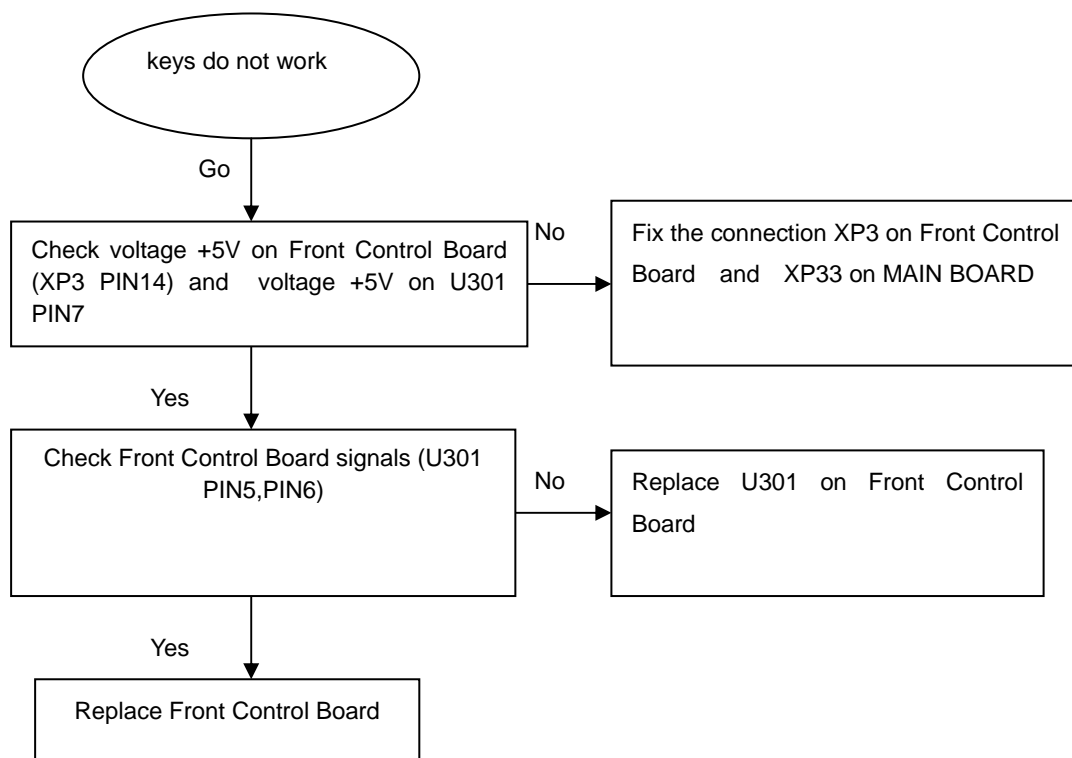 keys do not work
Go
Check voltage +5V on Front Control Board
(XP3 PIN14) and voltage +5V on U301
PIN7
No
Fix the connection XP3 on Front Control
Board and XP33 on MAIN BOARD
Yes
Check Front Control Board signals (U301
PIN5,PIN6)
No
Replace U301 on Front Control
Board
Yes
Replace Front Control Board